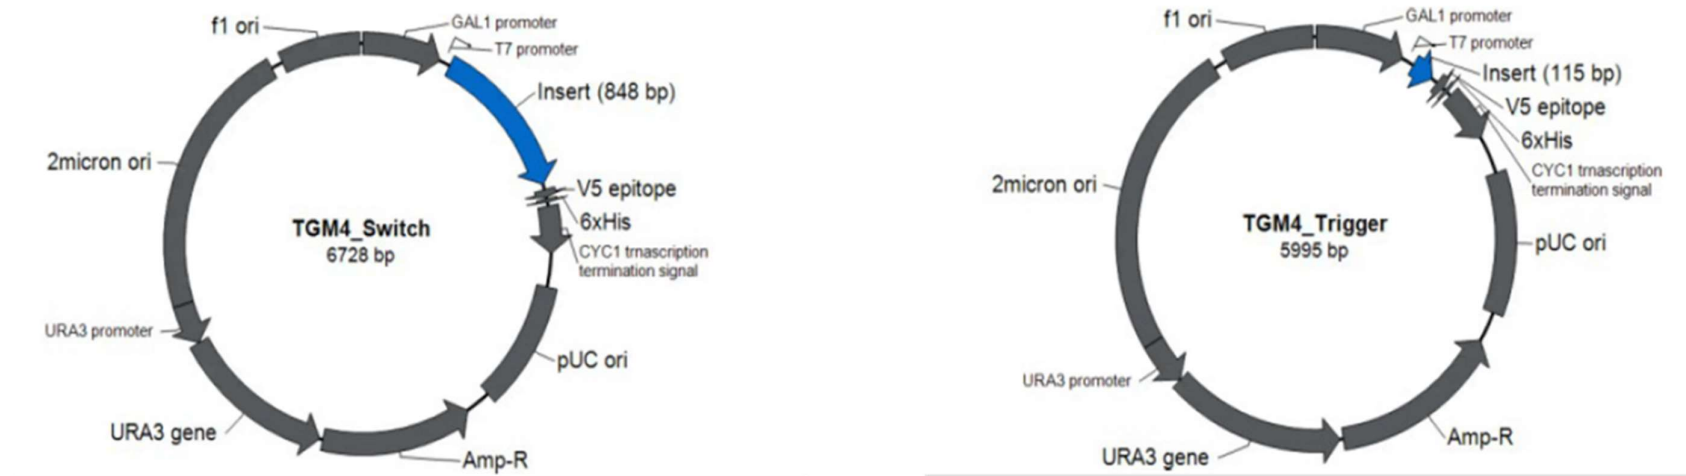 f1 ori
GAL1 promoter
T7 promoter
Insert (848 bp)
2micron ori
V5 epitope
6xHis
CYC1 trnascription
termination signal
TGM4_Switch
6728 bp
URA3 promoter
pUC ori
URA3 gene
Amp-R
f1 ori
GAL1 promoter
T7 promoter
Insert (115 bp)
V5 epitope
6xHis
CYC1 trnascription
termination signal
2micron ori
TGM4_Trigger
5995 bp
pUC ori
URA3 promoter
URA3 gene
Amp-R